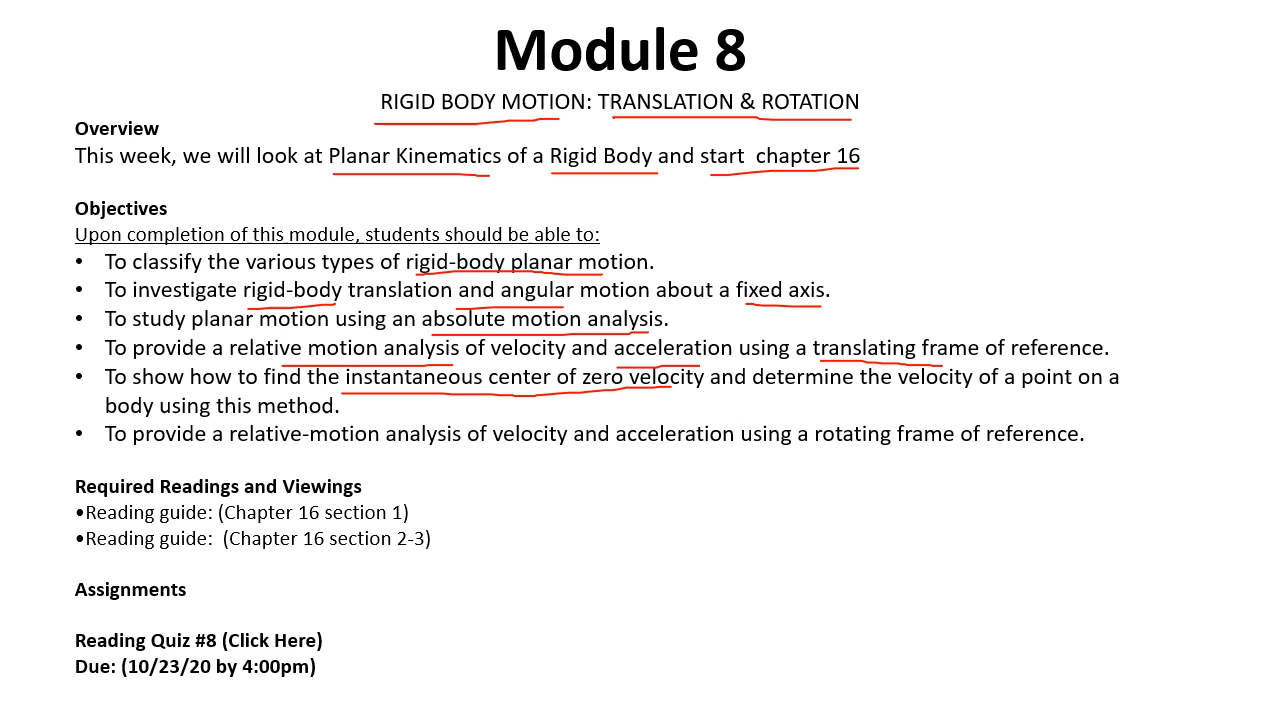 Module 8
RIGID BODY MOTION: TRANSLATION & ROTATION
Overview
This week, we will look at Planar Kinematics of a Rigid Body and start  chapter 16
Objectives
Upon completion of this module, students should be able to:
• To classify the various types of rigid-body planar motion.
• To investigate rigid-body translation and angular motion about a fixed axis.
• To study planar motion using an absolute motion analysis.
• To provide a relative motion analysis of velocity and acceleration using a translating frame of reference.
• To show how to find the instantaneous center of zero velocity and determine the velocity of a point on a
body using this method.
• To provide a relative-motion analysis of velocity and acceleration using a rotating frame of reference.
Required Readings and Viewings
•Reading guide: (Chapter 16 section 1)
•Reading guide:  (Chapter 16 section 2-3)
Assignments
Reading Quiz #8 (Click Here)
Due: (10/23/20 by 4:00pm)